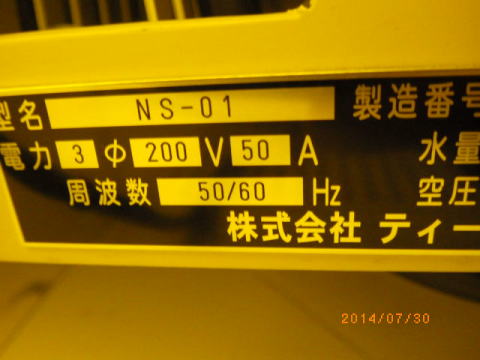 型名 NS-01 製造番号
電力 3 Φ 200 V 50 A 水量
周波数 50/60 Hz 空圧
株式会社 ティー
2014/07/30